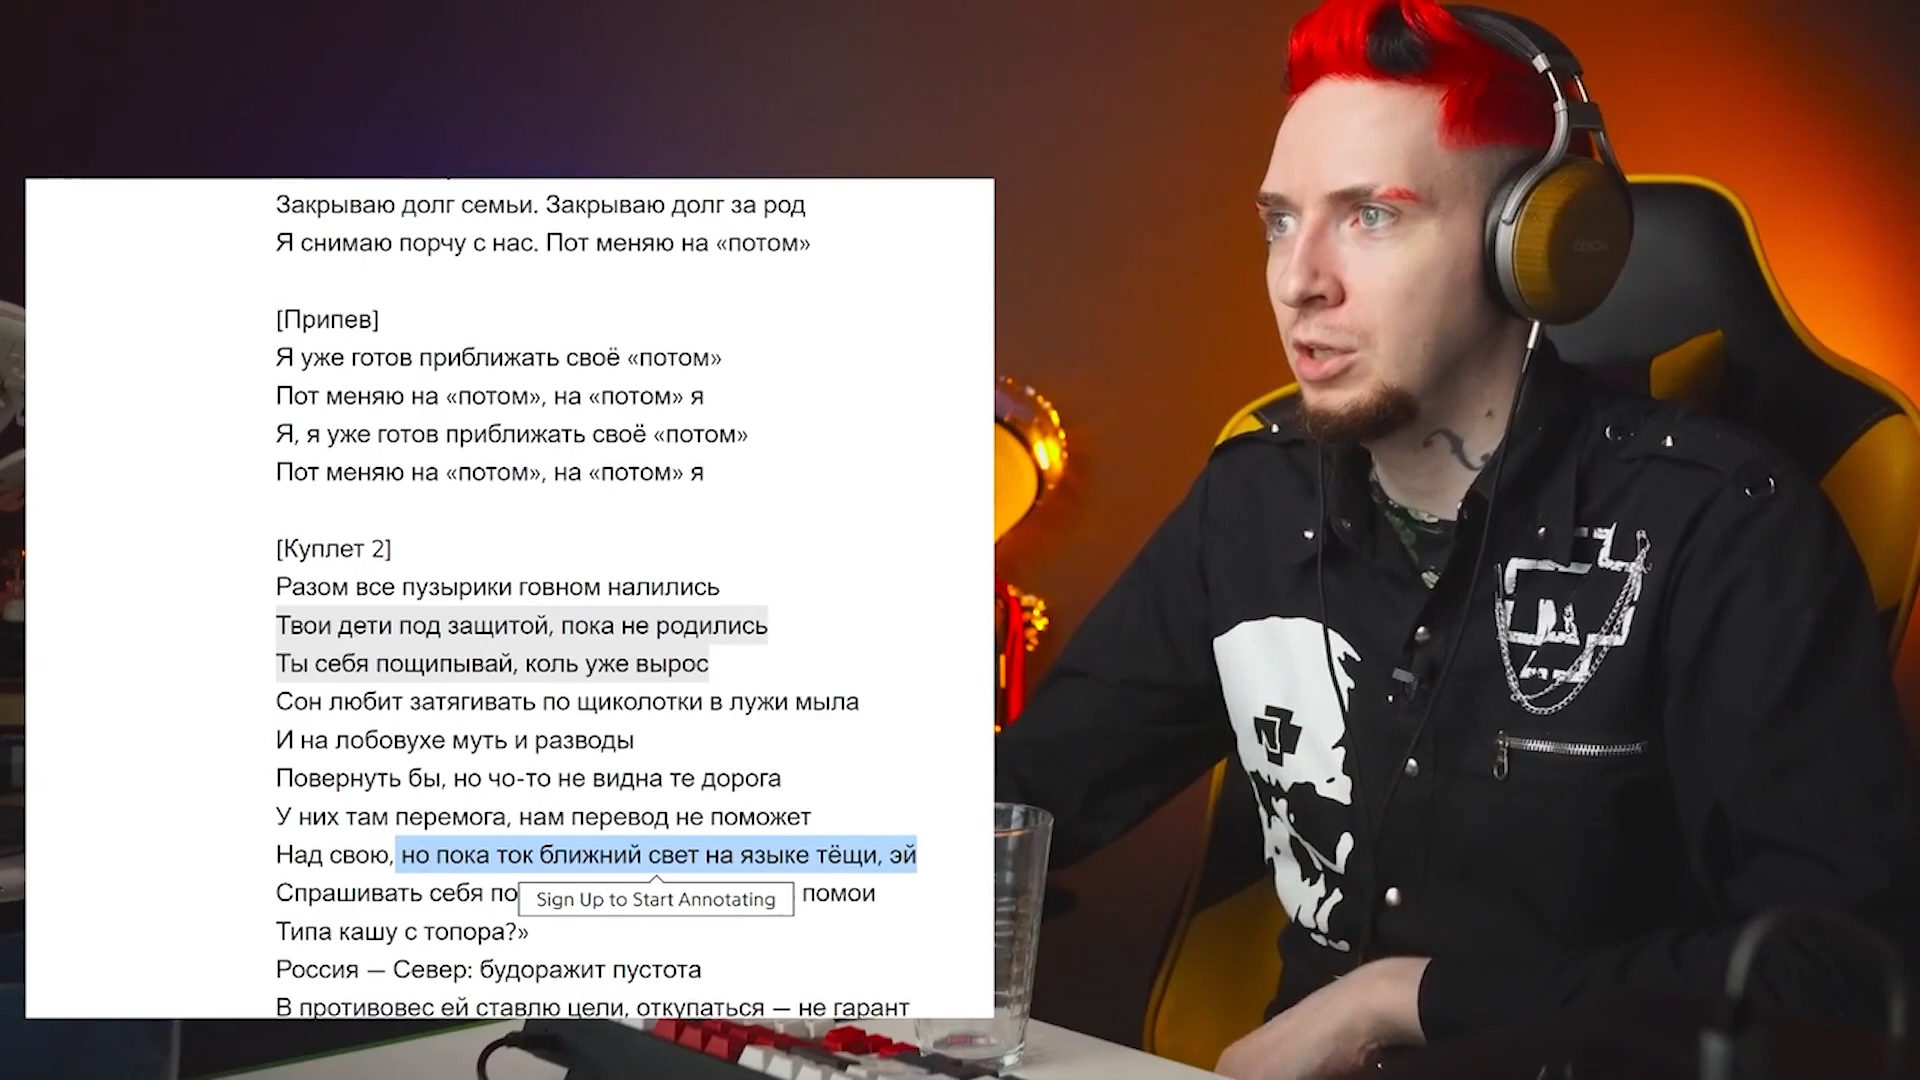 Закрываю долг семьи. Закрываю долг за род
Я снимаю порчу с нас. Пот меняю на «потом»
[Припев]
Я уже готов приближать своё «потом»
Пот меняю на «потом», на «потом» я
Я, я уже готов приближать своё «потом»
Пот меняю на «потом», на «потом» я
[Куплет 2]
Разом все пузырики говном налились
Твои дети под защитой, пока не родились
Ты себя пощипывай, коль уже вырос
Сон любит затягивать по щиколотки в лужи мыла
И на лобовухе муть и разводы
Повернуть бы, но чо-то не видна те дорога
У них там перемога, нам перевод не поможет
Над свою, но пока ток ближний свет на языке тёщи, эй
Спрашивать себя по
помои
Sign Up to Start Annotating
Типа кашу с топора?»
Россия — Север: будоражит пустота
В противовес ей ставлю цели, откупаться — не гарант
DENON